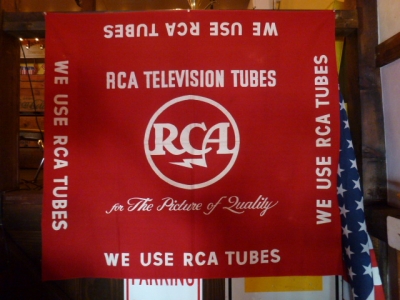 WE USE RCA TUBES
RCA TELEVISION TUBES
WE USE RCA TUBES
RCA
WE USE RCA TUBES
for The Picture of Quality
WE USE RCA TUBES
PARKING